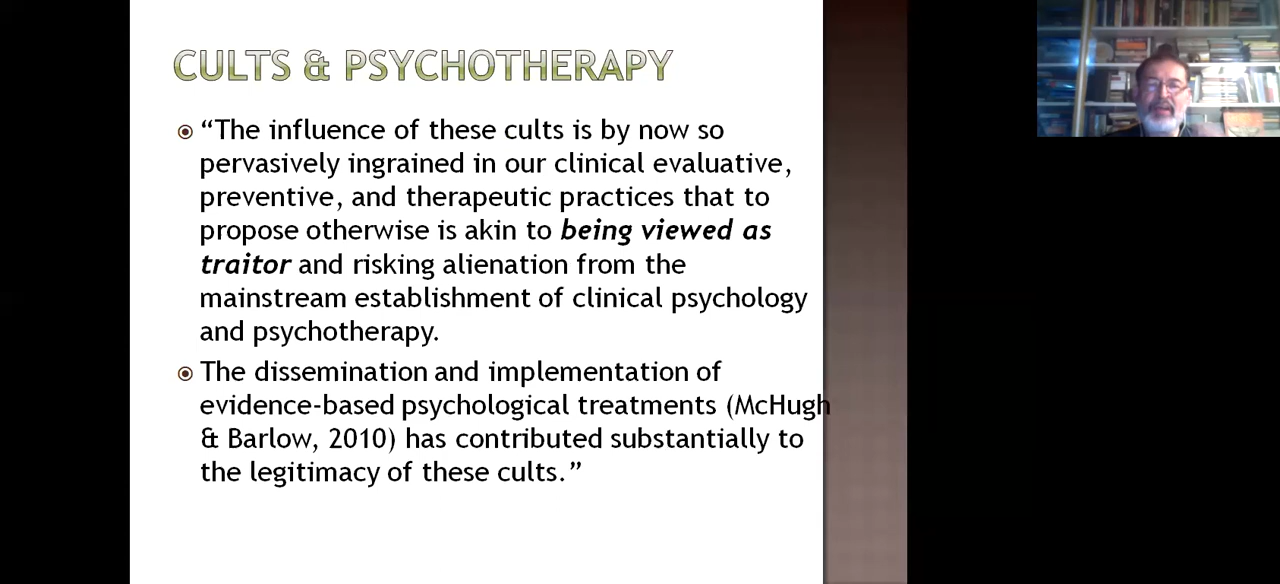 CULTS & PSYCHOTHERAPY
“The influence of these cults is by now so
pervasively ingrained in our clinical evaluative,
preventive, and therapeutic practices that to
propose otherwise is akin to being viewed as
traitor and risking alienation from the
mainstream establishment of clinical psychology
and psychotherapy.
The dissemination and implementation of
evidence-based psychological treatments (McHugh
& Barlow, 2010) has contributed substantially to
the legitimacy of these cults.”